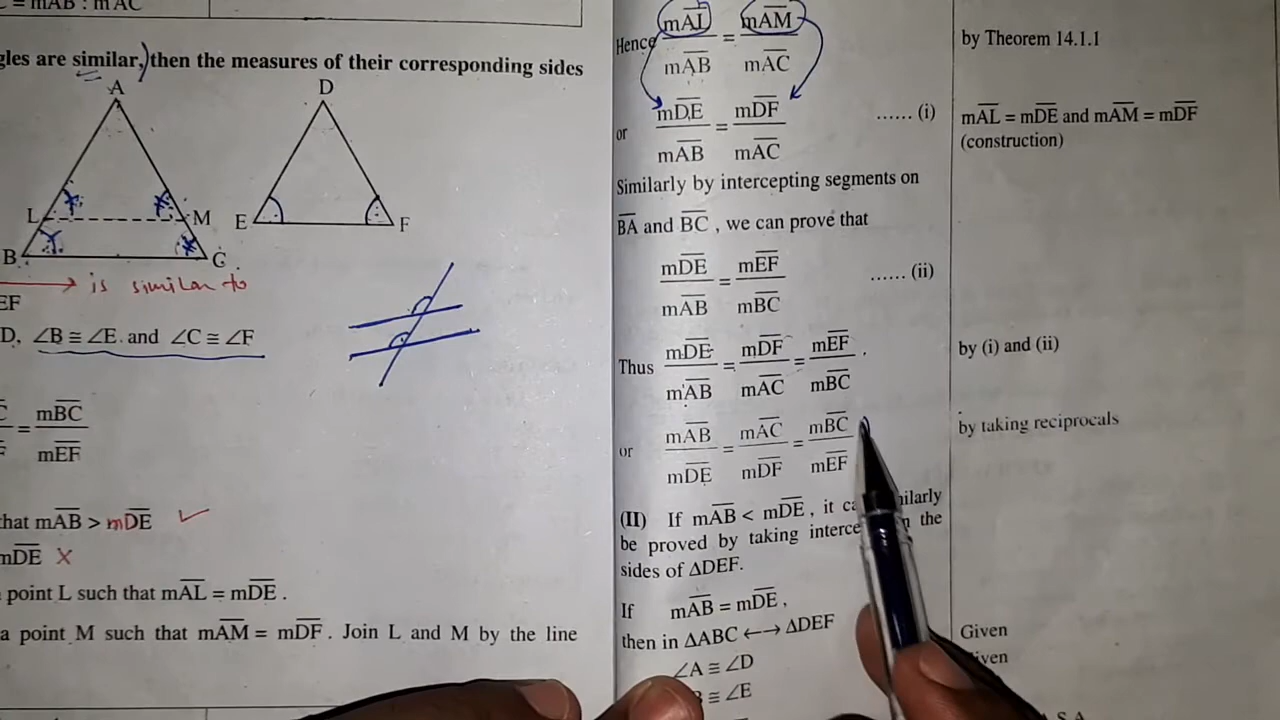 = mAB : mAC
gles are similar, then the measures of their corresponding sides
A
D
L
M
E
F
B
C
is similar to
EF
D, ∠B ≅ ∠E and ∠C ≅ ∠F
= mBC / mEF
that mAB > mDE ✓
mDE X
point L such that mAL = mDE .
a point M such that mAM = mDF . Join L and M by the line
Hence mAL / mAB = mAM / mAC
by Theorem 14.1.1
or mDE / mAB = mDF / mAC ...... (i)
mAL = mDE and mAM = mDF
(construction)
Similarly by intercepting segments on
BA and BC , we can prove that
mDE / mAB = mEF / mBC ...... (ii)
Thus mDE / mAB = mDF / mAC = mEF / mBC .
by (i) and (ii)
or mAB / mDE = mAC / mDF = mBC / mEF
by taking reciprocals
(II) If mAB < mDE, it
be proved by taking the
sides of ΔDEF.
If mAB = mDE,
then in ΔABC ←→ ΔDEF
∠A ≅ ∠D
Given
≅ ∠E